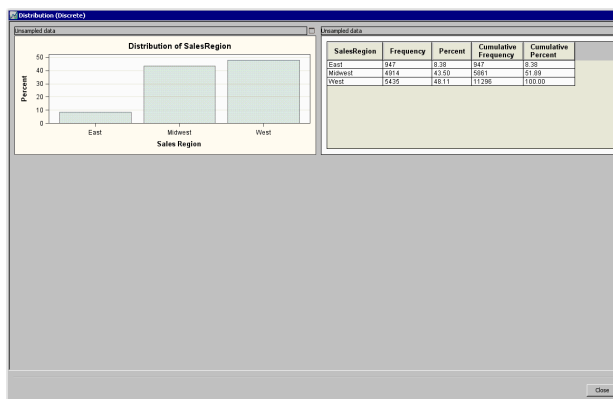 Distribution (Discrete)
Unsampled data
Distribution of SalesRegion
Percent
50
40
30
20
10
0
East Midwest West
Sales Region
Unsampled data
SalesRegion Frequency Percent Cumulative Frequency Cumulative Percent
East 947 8.38 947 8.38
Midwest 4914 43.50 5861 51.89
West 5435 48.11 11296 100.00
Close